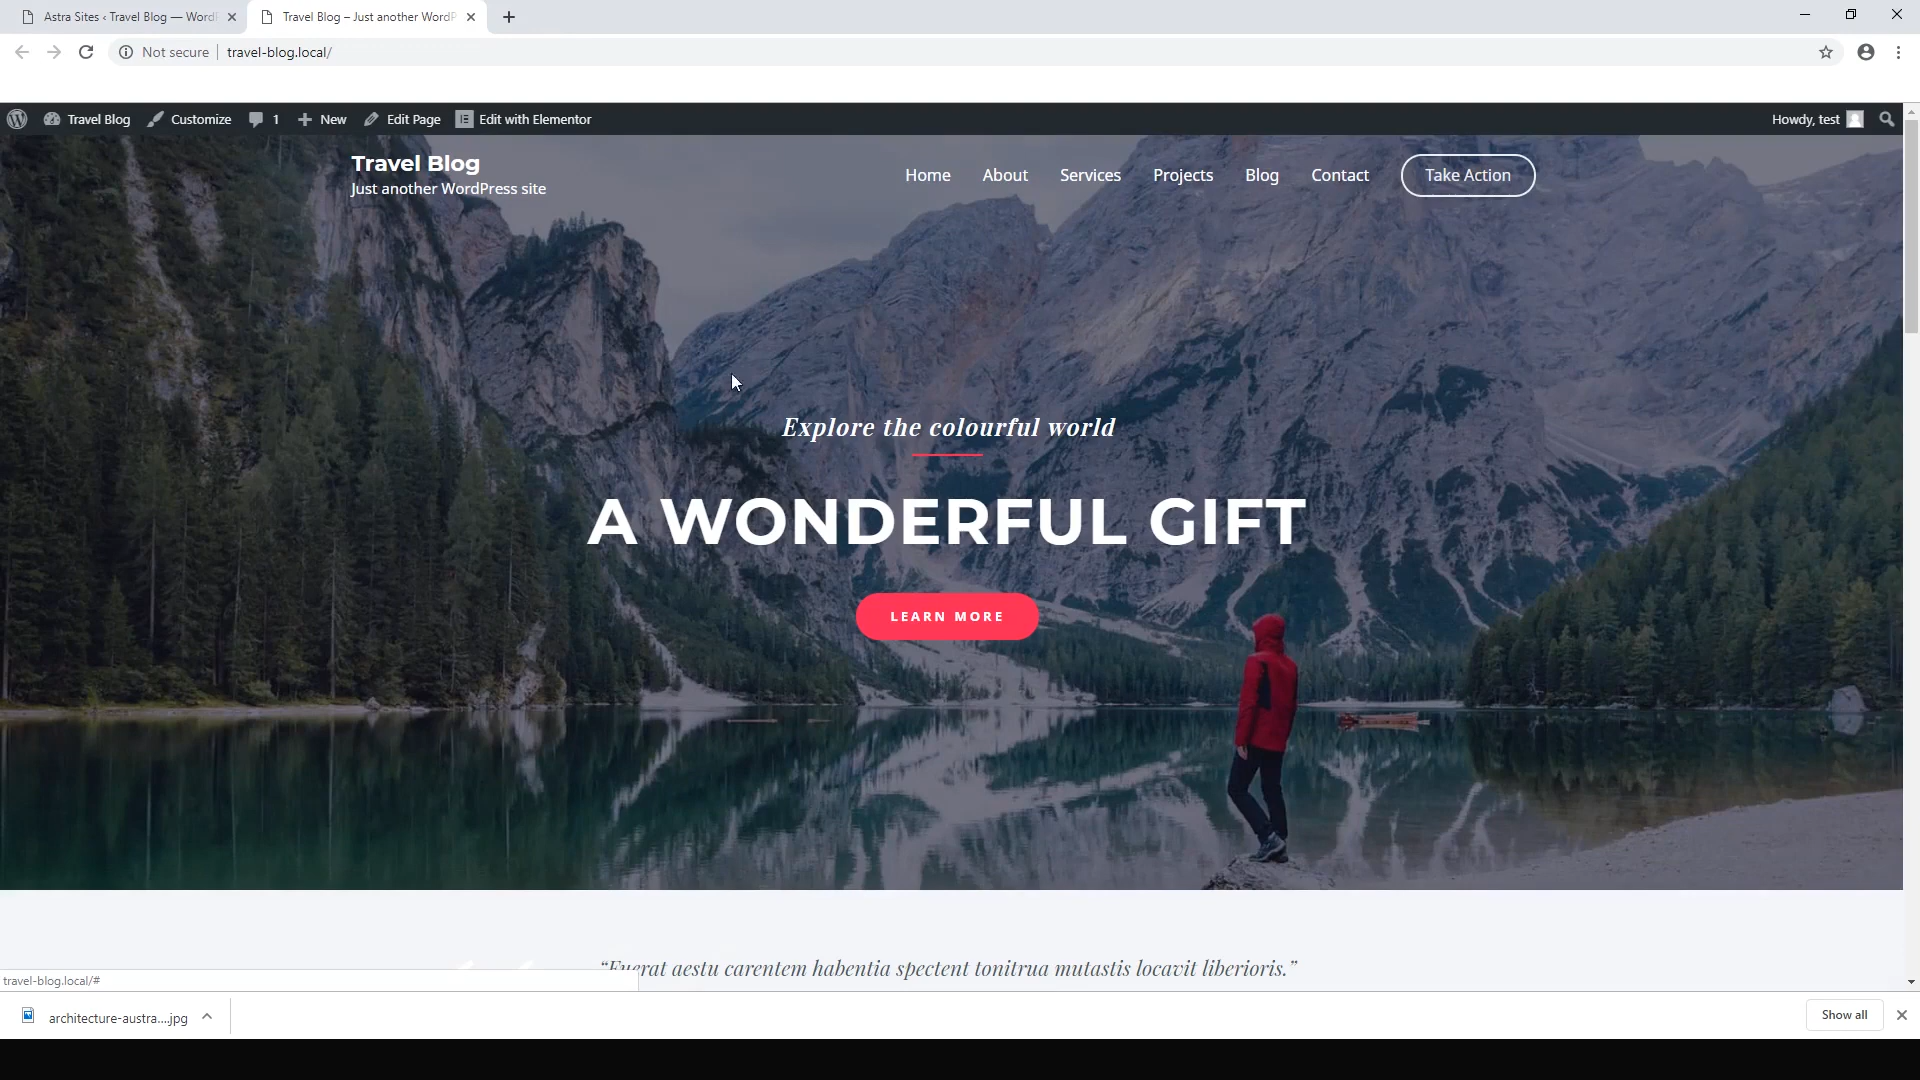 Astra Sites ‹ Travel Blog — Word
Travel Blog – Just another WordP
Not secure
travel-blog.local/
Travel Blog
Customize
1
New
Edit Page
Edit with Elementor
Howdy, test
Travel Blog
Just another WordPress site
Home
About
Services
Projects
Blog
Contact
Take Action
Explore the colourful world
A WONDERFUL GIFT
LEARN MORE
“Fuerat aestu carentem habentia spectent tonitrua mutastis locavit liberioris.”
travel-blog.local/#
architecture-austra....jpg
Show all